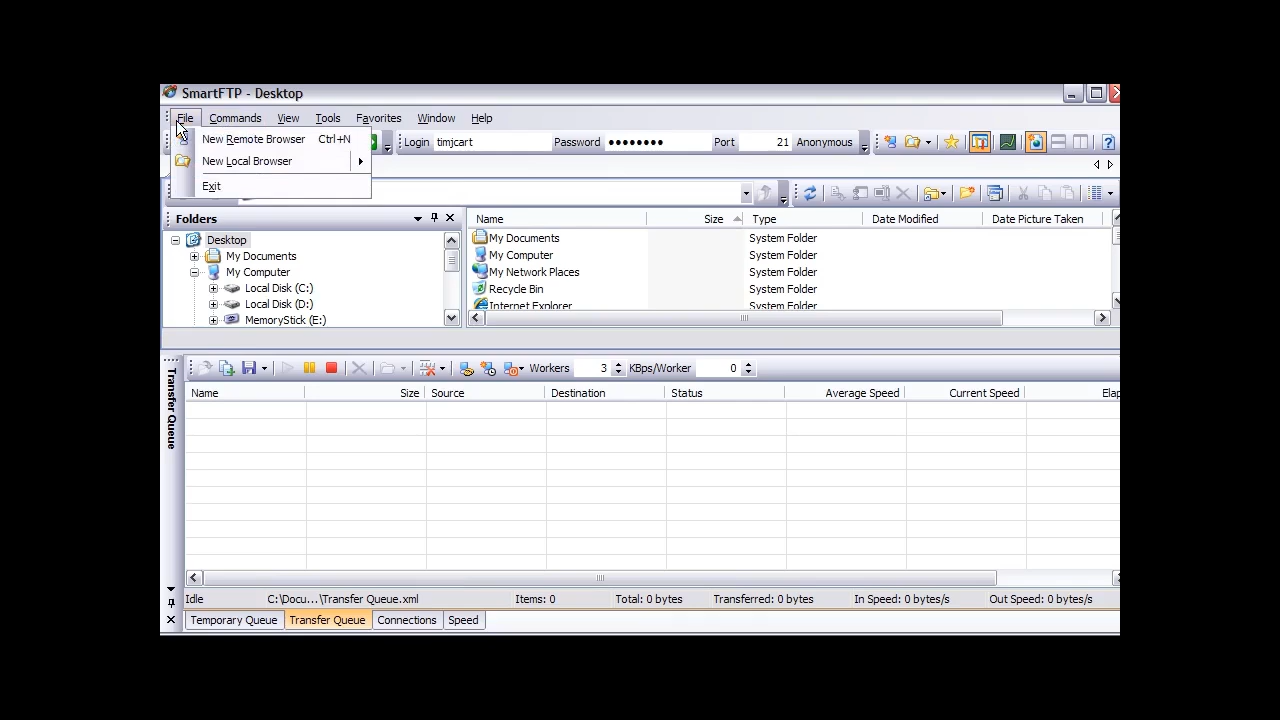 SmartFTP - Desktop
File Commands View Tools Favorites Window Help
New Remote Browser Ctrl+N
Login timjcart Password ●●●●●●●● Port 21 Anonymous
New Local Browser
Exit
Folders
Name Size Type Date Modified Date Picture Taken
Desktop
My Documents
My Computer
Local Disk (C:)
Local Disk (D:)
MemoryStick (E:)
My Documents System Folder
My Computer System Folder
My Network Places System Folder
Recycle Bin System Folder
Internet Explorer System Folder
Workers 3 KBps/Worker 0
Transfer Queue
Name Size Source Destination Status Average Speed Current Speed Elap
Idle C:\Docu...\Transfer Queue.xml Items: 0 Total: 0 bytes Transferred: 0 bytes In Speed: 0 bytes/s Out Speed: 0 bytes/s
Temporary Queue Transfer Queue Connections Speed